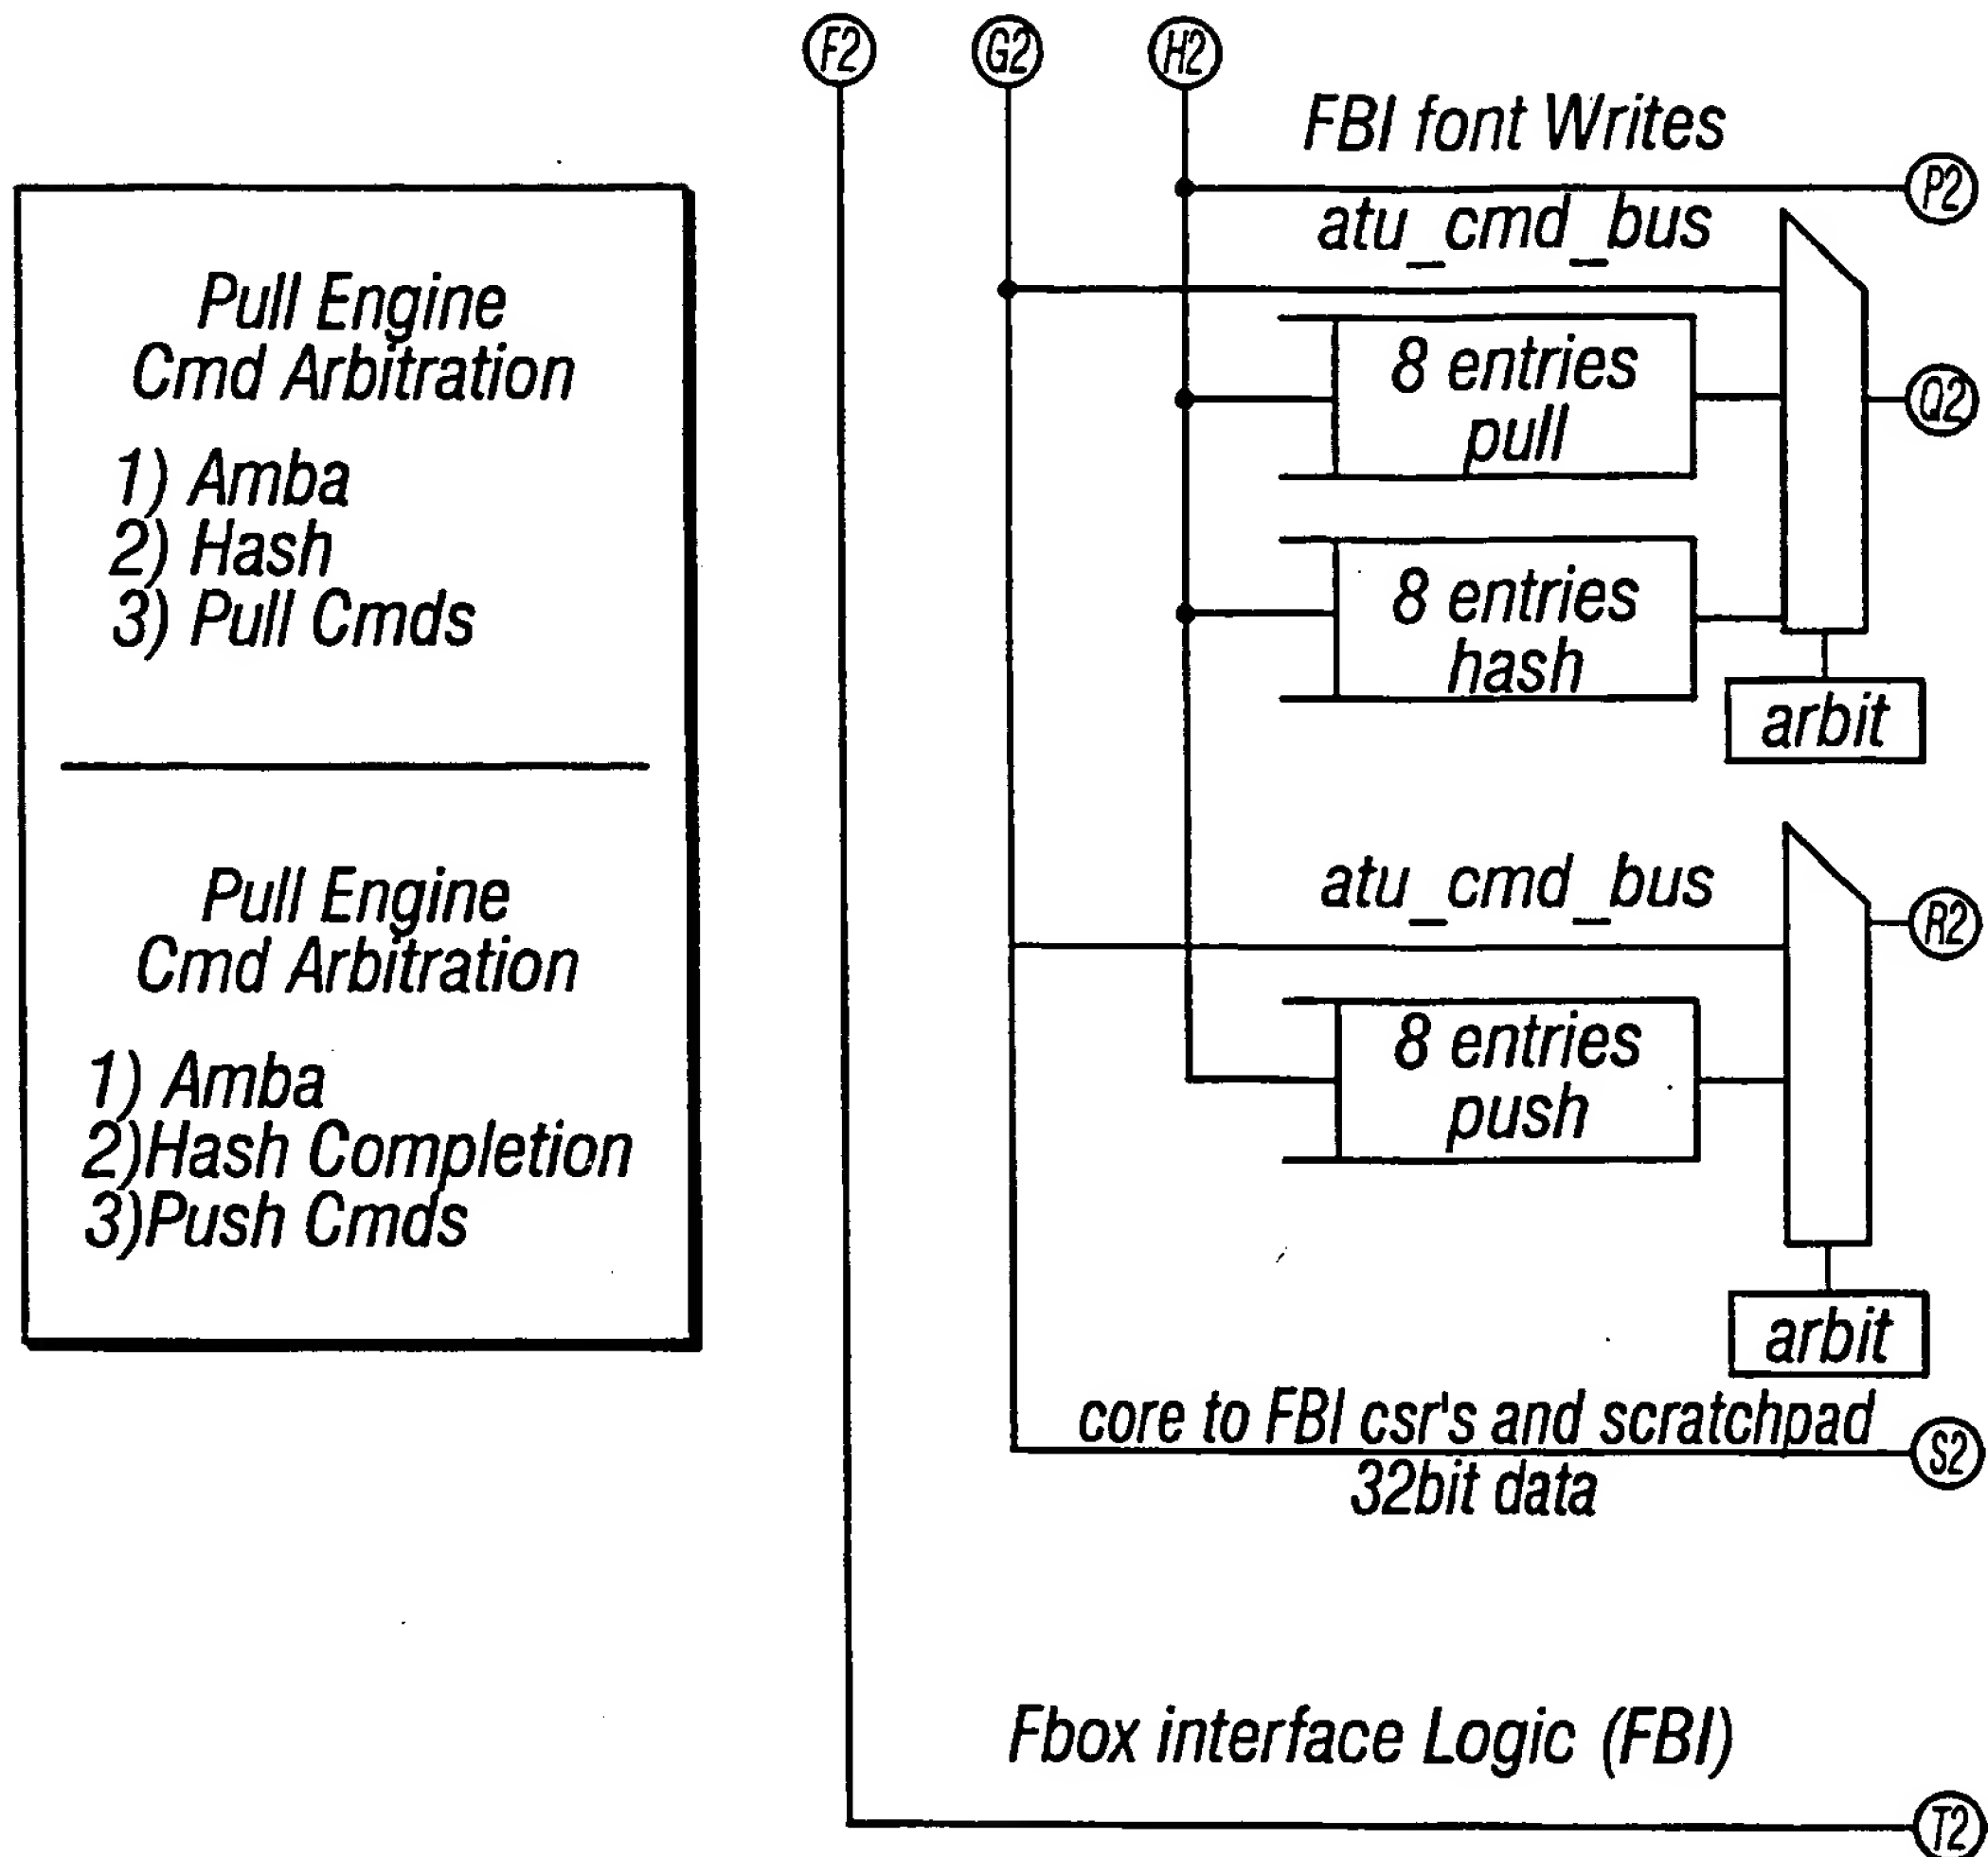 F2
G2
H2
FBI font Writes
P2
atu_cmd_bus
Pull Engine
Cmd Arbitration
1) Amba
2) Hash
3) Pull Cmds
8 entries
pull
Q2
8 entries
hash
arbit
Pull Engine
Cmd Arbitration
1) Amba
2)Hash Completion
3)Push Cmds
atu_cmd_bus
R2
8 entries
push
arbit
core to FBI csr's and scratchpad
S2
32bit data
Fbox interface Logic (FBI)
T2